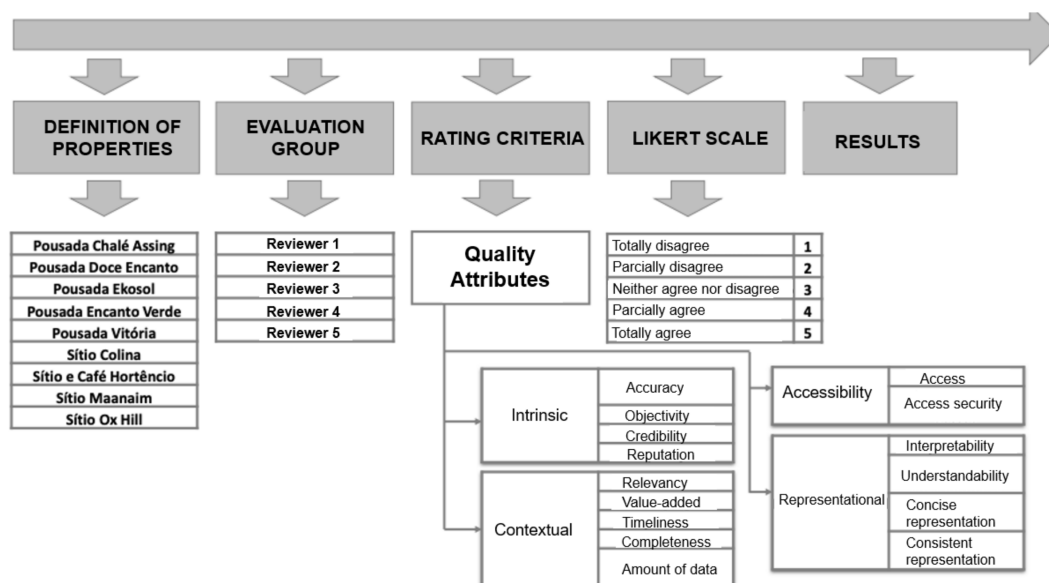 DEFINITION OF
PROPERTIES
EVALUATION
GROUP
RATING CRITERIA
LIKERT SCALE
RESULTS
Pousada Chalé Assing
Pousada Doce Encanto
Pousada Ekosol
Pousada Encanto Verde
Pousada Vitória
Sítio Colina
Sítio e Café Hortêncio
Sítio Maanaim
Sítio Ox Hill
Reviewer 1
Reviewer 2
Reviewer 3
Reviewer 4
Reviewer 5
Quality
Attributes
Totally disagree 1
Parcially disagree 2
Neither agree nor disagree 3
Parcially agree 4
Totally agree 5
Intrinsic
Accuracy
Objectivity
Credibility
Reputation
Contextual
Relevancy
Value-added
Timeliness
Completeness
Amount of data
Accessibility
Access
Access security
Representational
Interpretability
Understandability
Concise
representation
Consistent
representation